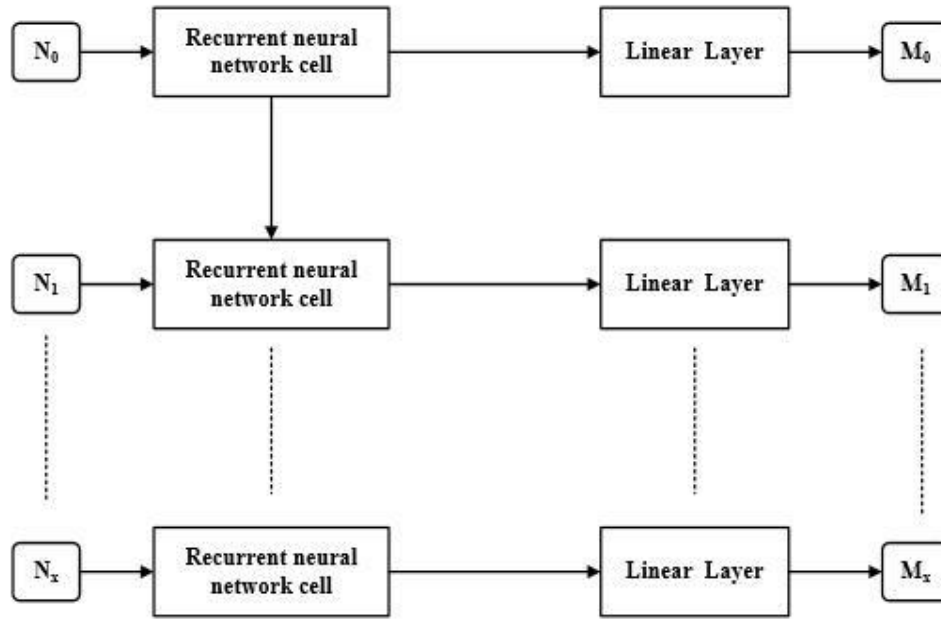 N₀
Recurrent neural
network cell
Linear Layer
M₀
N₁
Recurrent neural
network cell
Linear Layer
M₁
Nₓ
Recurrent neural
network cell
Linear Layer
Mₓ